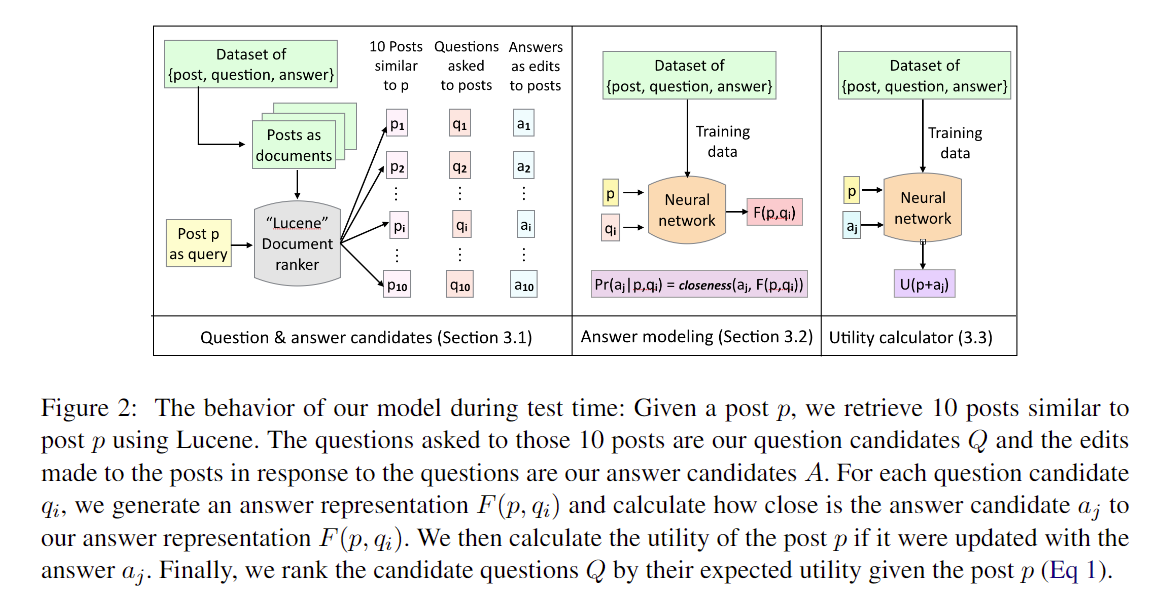 Dataset of
{post, question, answer}
Posts as
documents
Post p
as query
“Lucene”
Document
ranker
10 Posts
similar
to p
Questions
asked
to posts
Answers
as edits
to posts
p1 q1 a1
p2 q2 a2
⋮ ⋮ ⋮
pi qi ai
⋮ ⋮ ⋮
p10 q10 a10
Question & answer candidates (Section 3.1)
Dataset of
{post, question, answer}
Training
data
p
qi
Neural
network
F(p,qi)
Pr(aj|p,qi) = closeness(aj, F(p,qi))
Answer modeling (Section 3.2)
Dataset of
{post, question, answer}
Training
data
p
aj
Neural
network
U(p+aj)
Utility calculator (3.3)
Figure 2: The behavior of our model during test time: Given a post p, we retrieve 10 posts similar to
post p using Lucene. The questions asked to those 10 posts are our question candidates Q and the edits
made to the posts in response to the questions are our answer candidates A. For each question candidate
qi, we generate an answer representation F(p, qi) and calculate how close is the answer candidate aj to
our answer representation F(p, qi). We then calculate the utility of the post p if it were updated with the
answer aj. Finally, we rank the candidate questions Q by their expected utility given the post p (Eq 1).